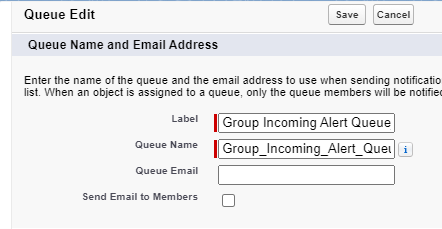 Queue Edit
Save Cancel
Queue Name and Email Address
Enter the name of the queue and the email address to use when sending notificatio
list. When an object is assigned to a queue, only the queue members will be notified
Label Group Incoming Alert Queue
Queue Name Group_Incoming_Alert_Queu i
Queue Email
Send Email to Members